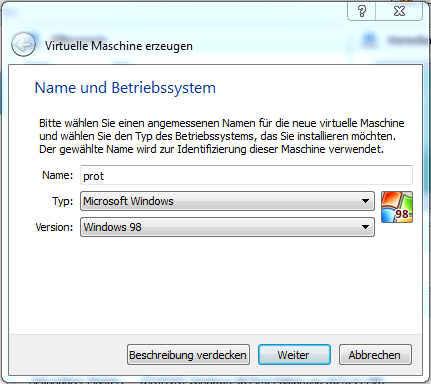 Virtuelle Maschine erzeugen
Name und Betriebssystem
Bitte wählen Sie einen angemessenen Namen für die neue virtuelle Maschine
und wählen Sie den Typ des Betriebssystems, das Sie installieren möchten.
Der gewählte Name wird zur Identifizierung dieser Maschine verwendet.
Name: prot
Typ: Microsoft Windows
98
Version: Windows 98
Beschreibung verdecken Weiter Abbrechen